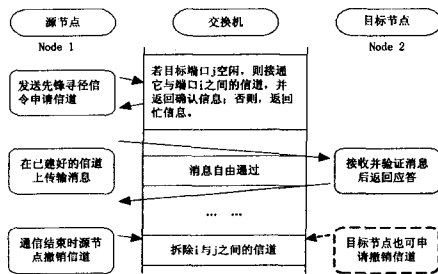 源节点
交换机
目标节点
Node 1
Node 2
发送先锋寻径信
令申请信道
若目标端口j空闲，则接通
它与端口i之间的信道，并
返回确认信息；否则，返回
忙信息。
在已建好的信道
上传输消息
消息自由通过
接收并验证消息
后返回应答
… …
通信结束时源节
点撤销信道
拆除i与j之间的信道
目标节点也可申
请撤销信道